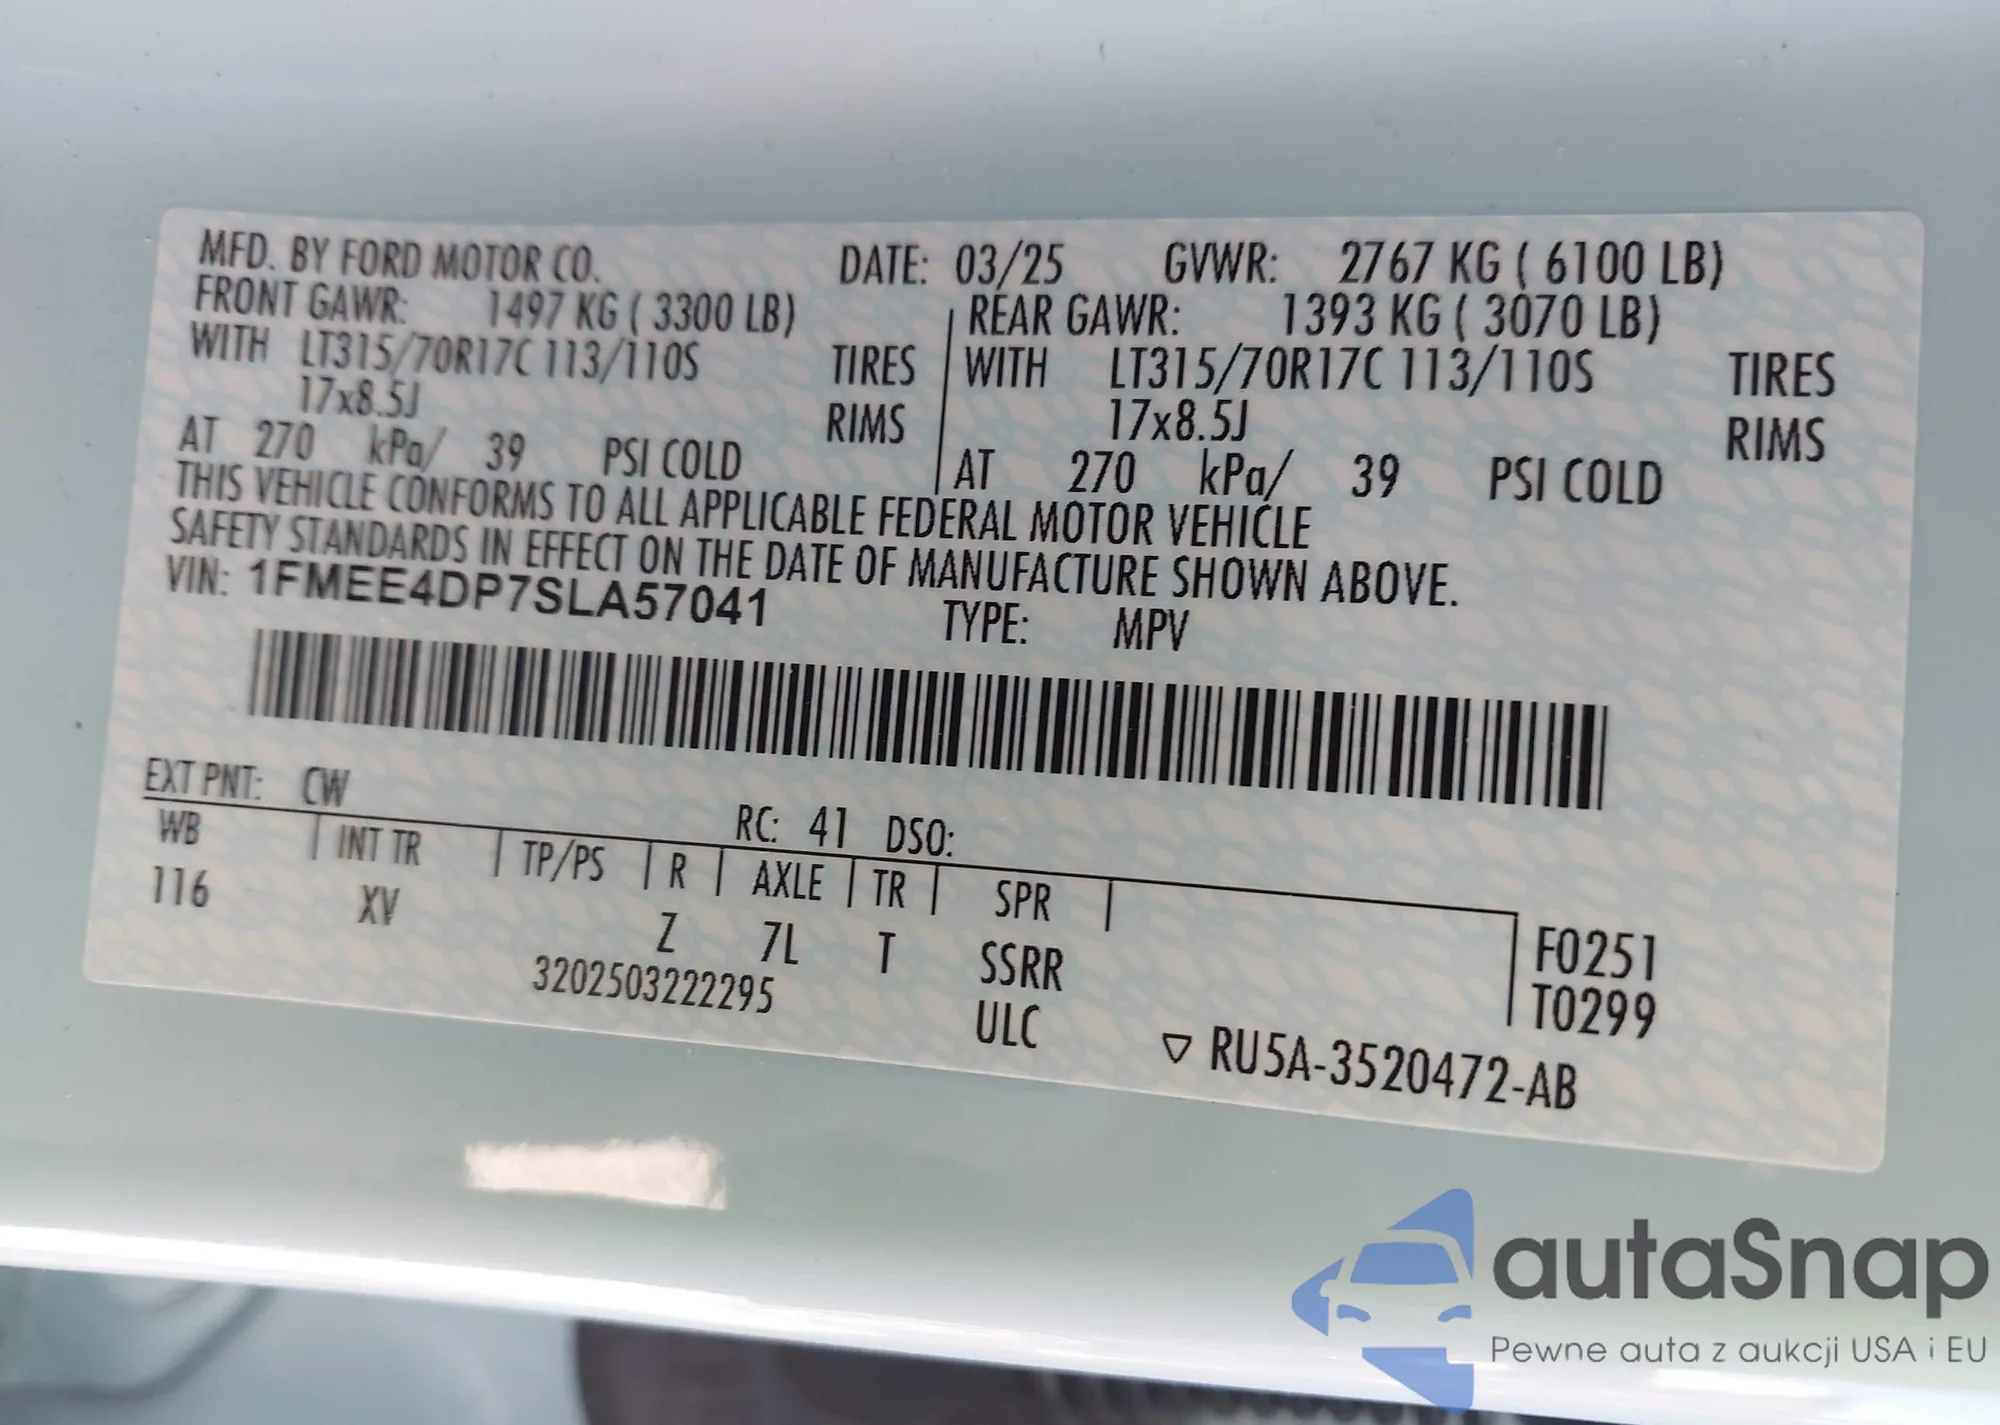 MFD. BY FORD MOTOR CO. DATE: 03/25 GVWR: 2767 KG ( 6100 LB)
FRONT GAWR: 1497 KG ( 3300 LB) REAR GAWR: 1393 KG ( 3070 LB)
WITH LT315/70R17C 113/110S TIRES WITH LT315/70R17C 113/110S TIRES
17x8.5J RIMS 17x8.5J RIMS
AT 270 kPa/ 39 PSI COLD AT 270 kPa/ 39 PSI COLD
THIS VEHICLE CONFORMS TO ALL APPLICABLE FEDERAL MOTOR VEHICLE
SAFETY STANDARDS IN EFFECT ON THE DATE OF MANUFACTURE SHOWN ABOVE.
VIN: 1FMEE4DP7SLA57041 TYPE: MPV
EXT PNT: CW RC: 41 DSO:
WB INT TR TP/PS R AXLE TR SPR
116 XV Z 7L T SSRR F0251
3202503222295 ULC T0299
▽ RU5A-3520472-AB
autaSnap
Pewne auta z aukcji USA i EU